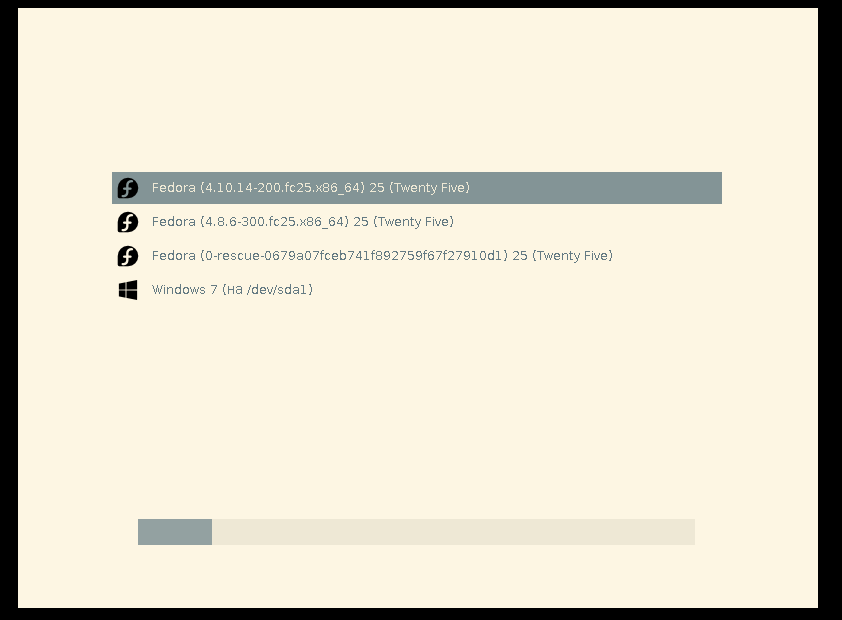 Fedora (4.10.14-200.fc25.x86_64) 25 (Twenty Five)
Fedora (4.8.6-300.fc25.x86_64) 25 (Twenty Five)
Fedora (0-rescue-0679a07fceb741f892759f67f27910d1) 25 (Twenty Five)
Windows 7 (на /dev/sda1)